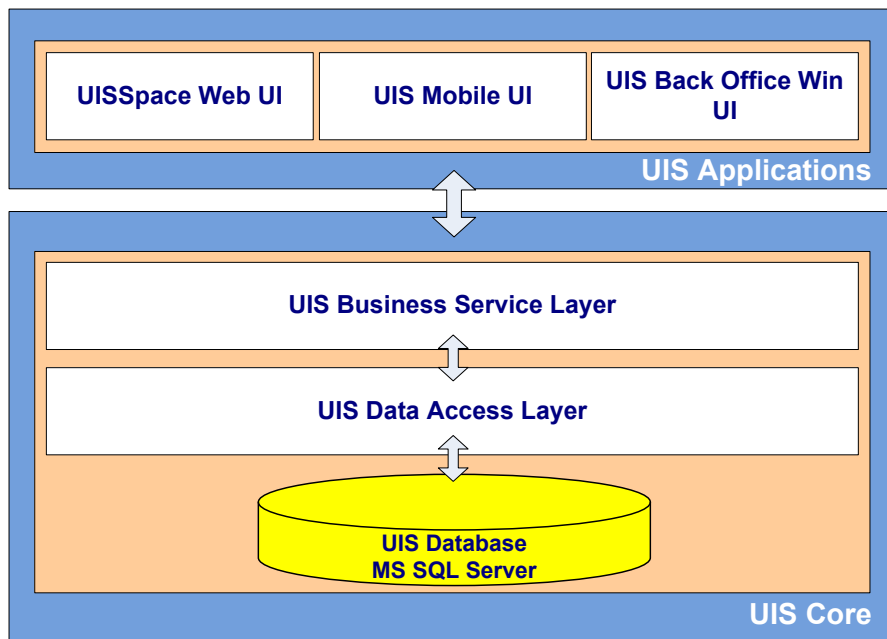 UISSpace Web UI
UIS Mobile UI
UIS Back Office Win
UI
UIS Applications
UIS Business Service Layer
UIS Data Access Layer
UIS Database
MS SQL Server
UIS Core